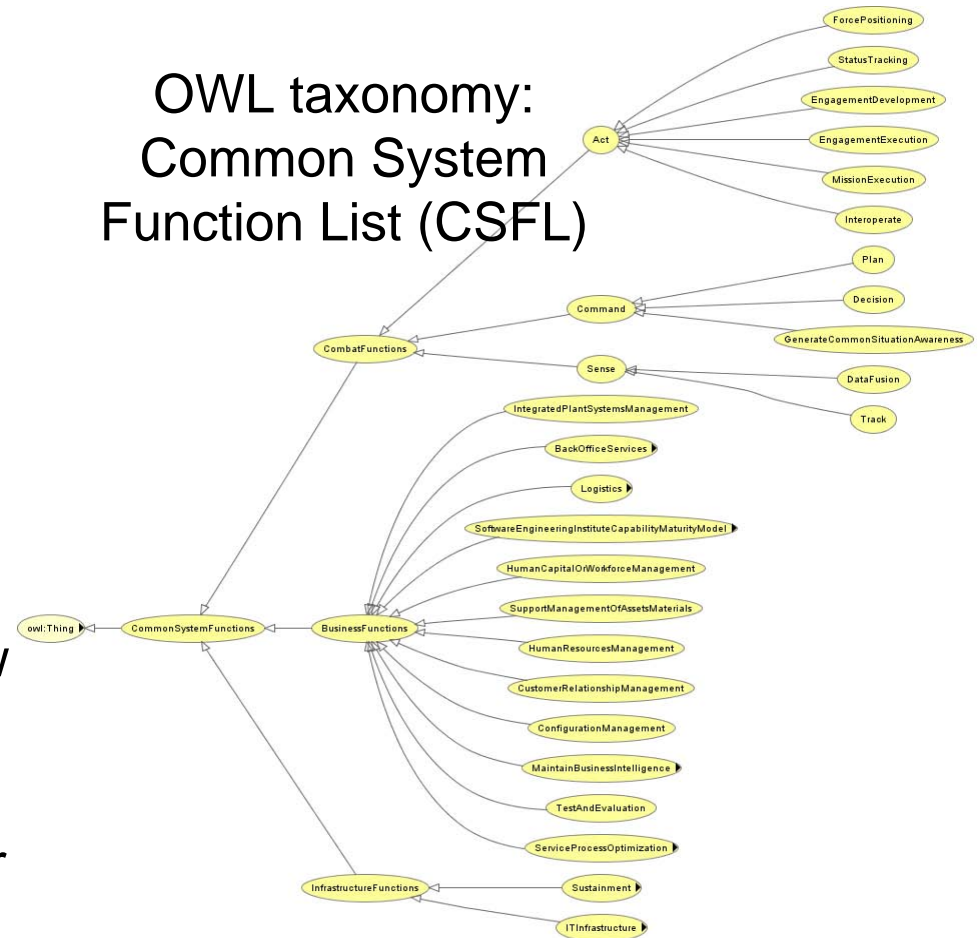 OWL taxonomy:
Common System
Function List (CSFL)
ForcePositioning
StatusTracking
EngagementDevelopment
Act
EngagementExecution
MissionExecution
Interoperate
Plan
Command
Decision
GenerateCommonSituationAwareness
CombatFunctions
Sense
DataFusion
Track
IntegratedPlantSystemsManagement
BackOfficeServices
Logistics
SoftwareEngineeringInstituteCapabilityMaturityModel
HumanCapitalOrWorkforceManagement
SupportManagementOfAssetsMaterials
owl:Thing
CommonSystemFunctions
BusinessFunctions
HumanResourcesManagement
CustomerRelationshipManagement
ConfigurationManagement
MaintainBusinessIntelligence
TestAndEvaluation
ServiceProcessOptimization
InfrastructureFunctions
Sustainment
ITInfrastructure